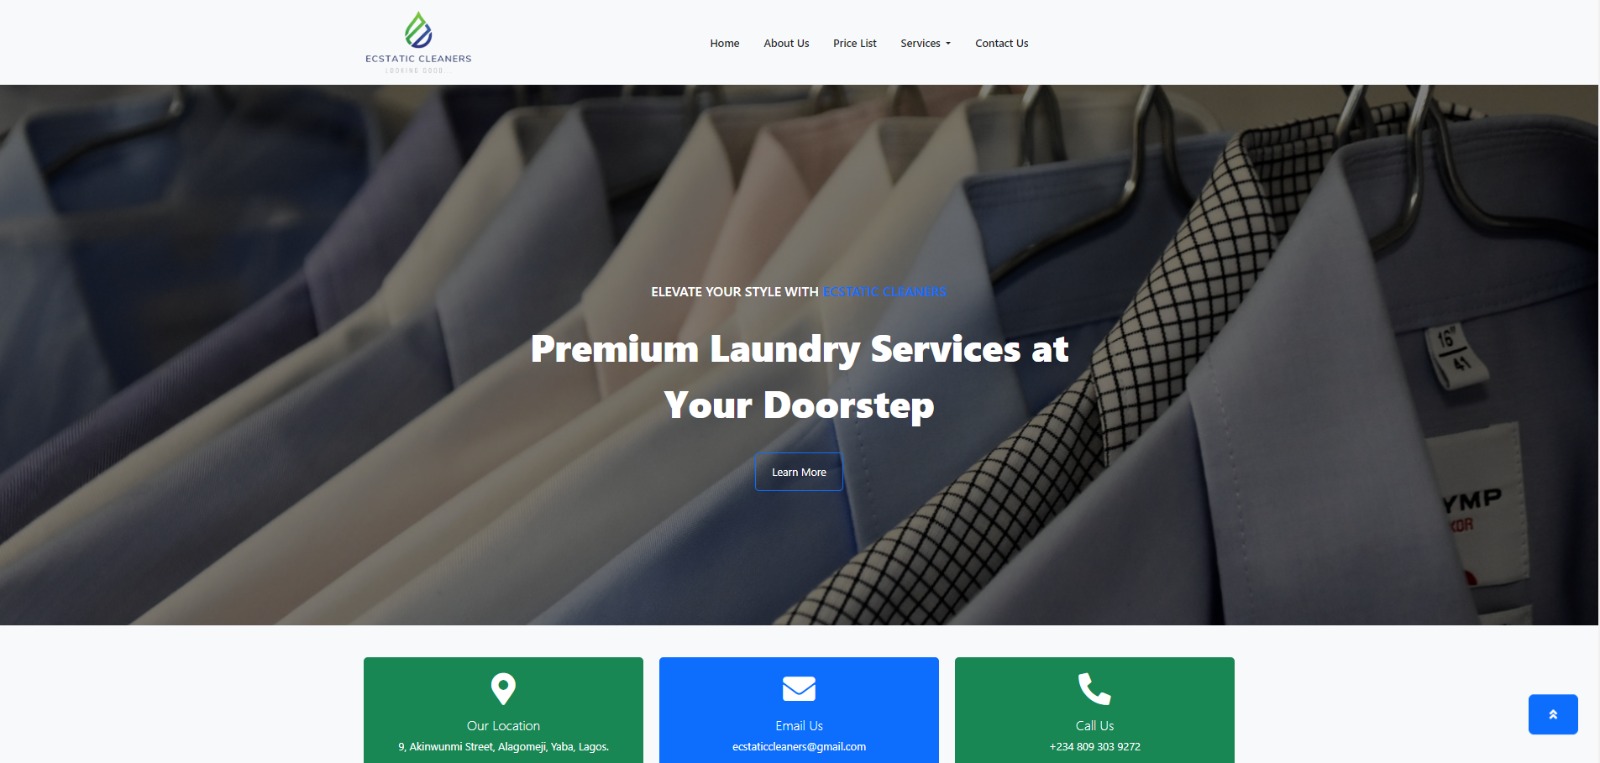 ECSTATIC CLEANERS
LOOKING GOOD...
Home About Us Price List Services Contact Us
ELEVATE YOUR STYLE WITH ECSTATIC CLEANERS
Premium Laundry Services at
Your Doorstep
Learn More
16
41
YMP
XOR
Our Location
9, Akinwunmi Street, Alagomeji, Yaba, Lagos.
Email Us
ecstaticcleaners@gmail.com
Call Us
+234 809 303 9272